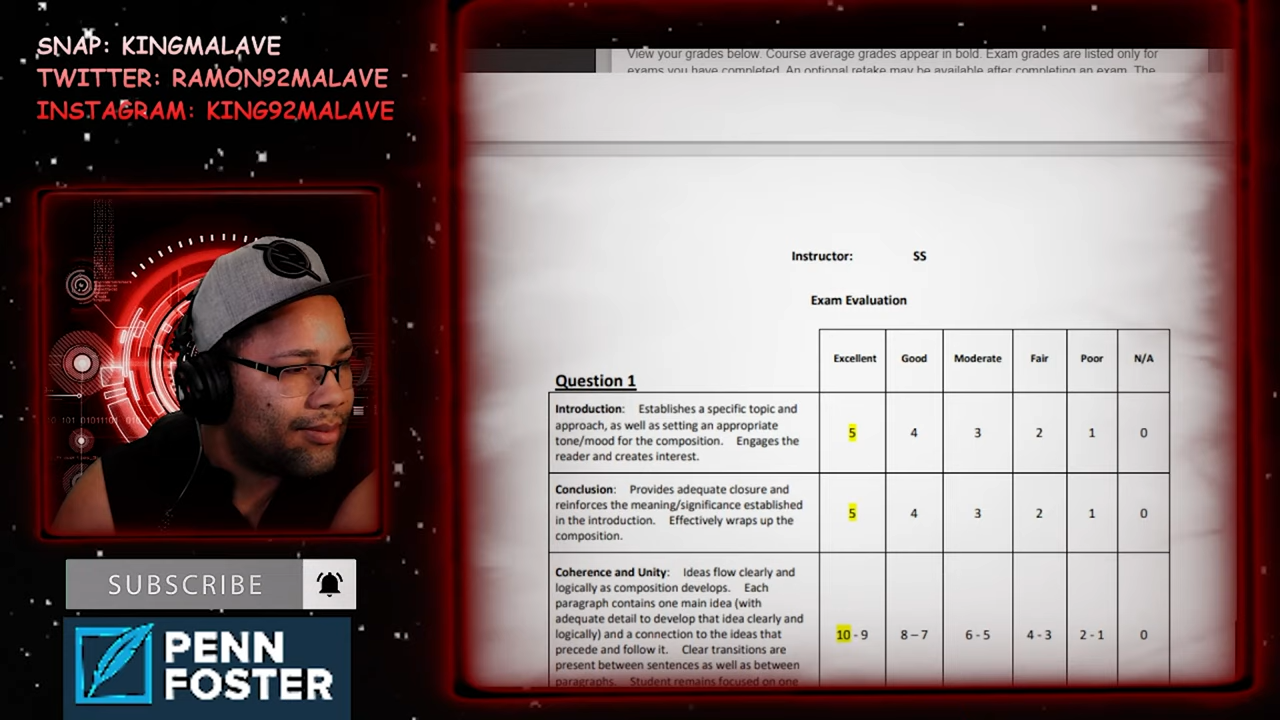 SNAP: KINGMALAVE
TWITTER: RAMON92MALAVE
INSTAGRAM: KING92MALAVE
SUBSCRIBE
PENN
FOSTER
View your grades below. Course average grades appear in bold. Exam grades are listed only for
exams you have completed. An optional retake may be available after completing an exam. The
Instructor: SS
Exam Evaluation
Question 1
Excellent Good Moderate Fair Poor N/A
Introduction: Establishes a specific topic and
approach, as well as setting an appropriate
tone/mood for the composition. Engages the
reader and creates interest.
5 4 3 2 1 0
Conclusion: Provides adequate closure and
reinforces the meaning/significance established
in the introduction. Effectively wraps up the
composition.
5 4 3 2 1 0
Coherence and Unity: Ideas flow clearly and
logically as composition develops. Each
paragraph contains one main idea (with
adequate detail to develop that idea clearly and
logically) and a connection to the ideas that
precede and follow it. Clear transitions are
present between sentences as well as between
paragraphs. Student remains focused on one
10 - 9 8 – 7 6 - 5 4 - 3 2 - 1 0